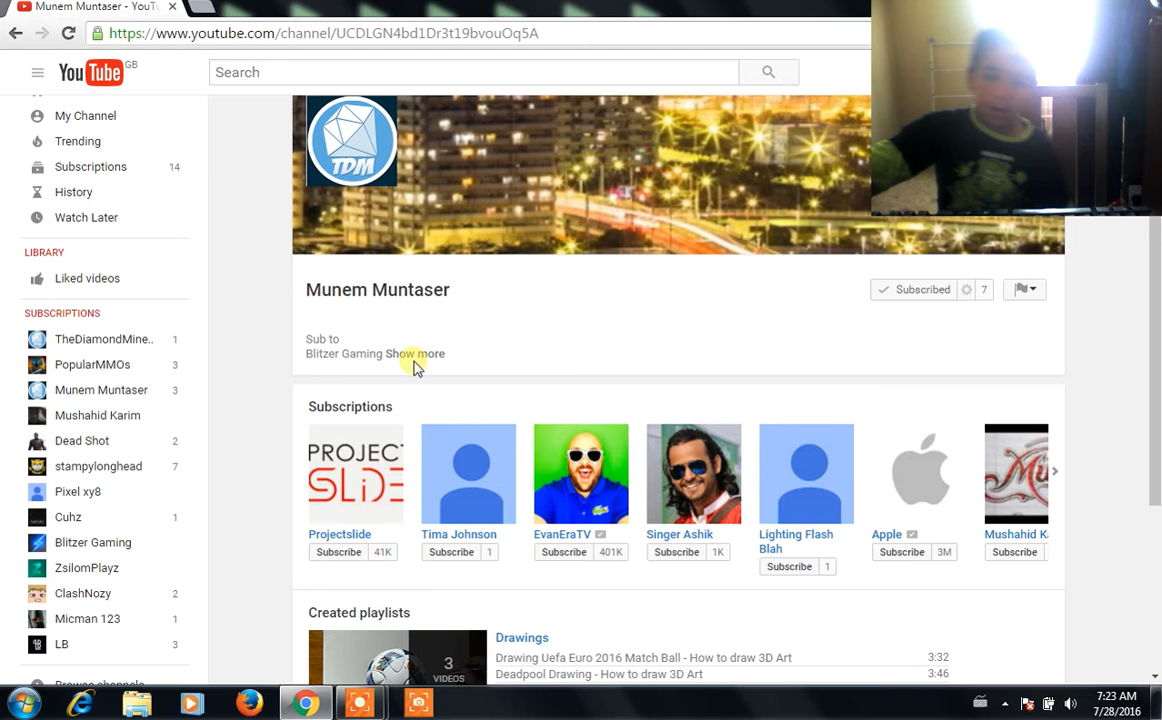 Munem Muntaser - YouT
https://www.youtube.com/channel/UCDLGN4bd1Dr3t19bvouOq5A
YouTube GB
Search
My Channel
Trending
Subscriptions 14
History
Watch Later
LIBRARY
Liked videos
SUBSCRIPTIONS
TheDiamondMine.. 1
PopularMMOs 3
Munem Muntaser 3
Mushahid Karim
Dead Shot 2
stampylonghead 7
Pixel xy8
Cuhz 1
Blitzer Gaming
ZsilomPlayz
ClashNozy 2
Micman 123 1
LB 3
TDM
Munem Muntaser
Subscribed 7
Sub to
Blitzer Gaming Show more
Subscriptions
PROJECT
SLIDE
Projectslide
Subscribe 41K
Tima Johnson
Subscribe 1
EvanEraTV
Subscribe 401K
Singer Ashik
Subscribe 1K
Lighting Flash
Blah
Subscribe 1
Apple
Subscribe 3M
Mushahid K
Subscribe
Created playlists
3
VIDEOS
Drawings
Drawing Uefa Euro 2016 Match Ball - How to draw 3D Art 3:32
Deadpool Drawing - How to draw 3D Art 3:46
7:23 AM
7/28/2016